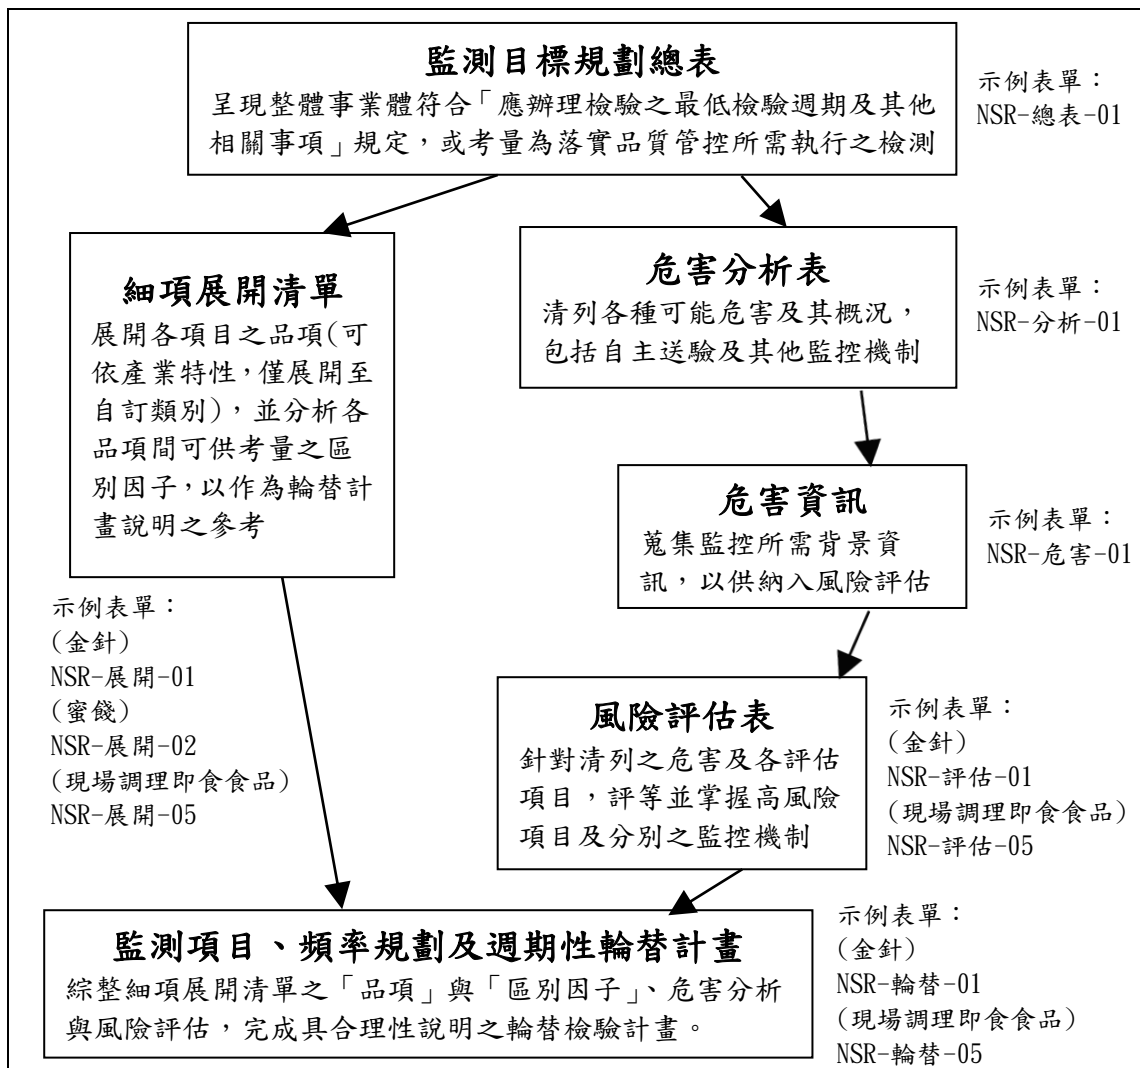 監測目標規劃總表
呈現整體事業體符合「應辦理檢驗之最低檢驗週期及其他
相關事項」規定，或考量為落實品質管控所需執行之檢測
示例表單：
NSR-總表-01
細項展開清單
展開各項目之品項(可
依產業特性，僅展開至
自訂類別)，並分析各
品項間可供考量之區
別因子，以作為輪替計
畫說明之參考
示例表單：
(金針)
NSR-展開-01
(蜜餞)
NSR-展開-02
(現場調理即食食品)
NSR-展開-05
危害分析表
清列各種可能危害及其概況，
包括自主送驗及其他監控機制
示例表單：
NSR-分析-01
危害資訊
蒐集監控所需背景資
訊，以供納入風險評估
示例表單：
NSR-危害-01
風險評估表
針對清列之危害及各評估
項目，評等並掌握高風險
項目及分別之監控機制
示例表單：
(金針)
NSR-評估-01
(現場調理即食食品)
NSR-評估-05
監測項目、頻率規劃及週期性輪替計畫
綜整細項展開清單之「品項」與「區別因子」、危害分析
與風險評估，完成具合理性說明之輪替檢驗計畫。
示例表單：
(金針)
NSR-輪替-01
(現場調理即食食品)
NSR-輪替-05